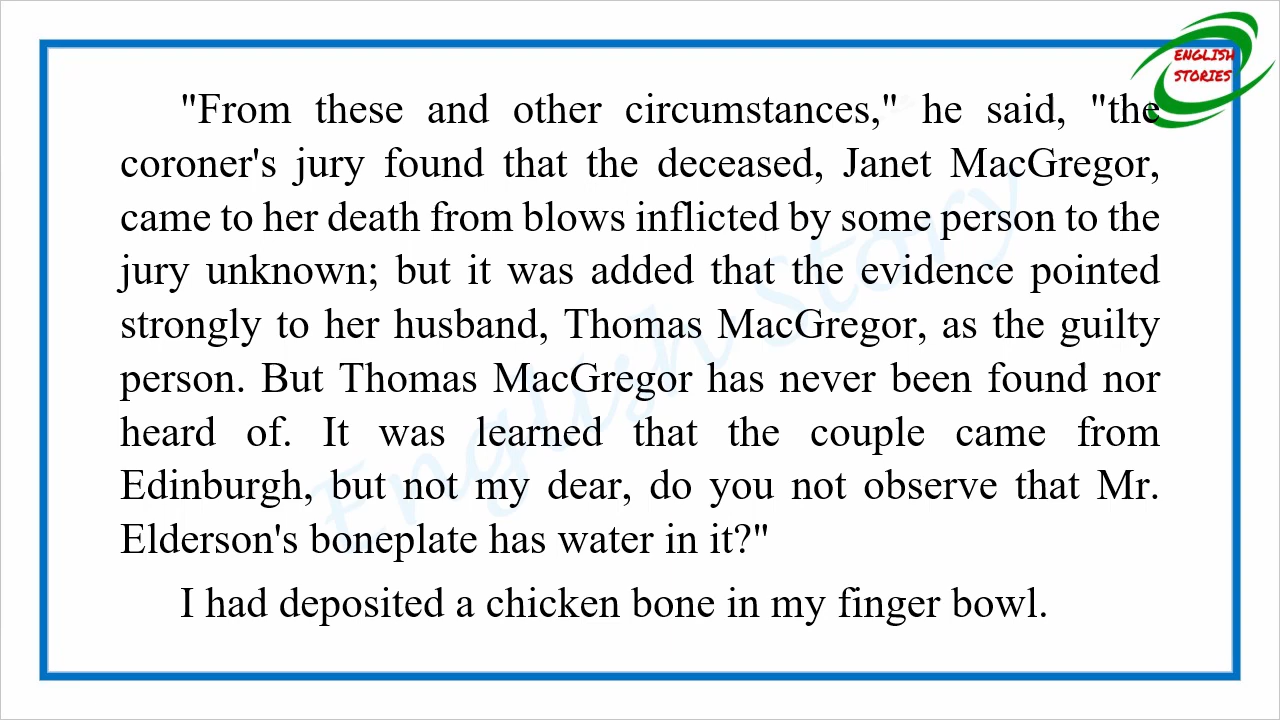 ENGLISH
STORIES
"From these and other circumstances," he said, "the
coroner's jury found that the deceased, Janet MacGregor,
came to her death from blows inflicted by some person to the
jury unknown; but it was added that the evidence pointed
strongly to her husband, Thomas MacGregor, as the guilty
person. But Thomas MacGregor has never been found nor
heard of. It was learned that the couple came from
Edinburgh, but not my dear, do you not observe that Mr.
Elderson's boneplate has water in it?"
I had deposited a chicken bone in my finger bowl.
English Story